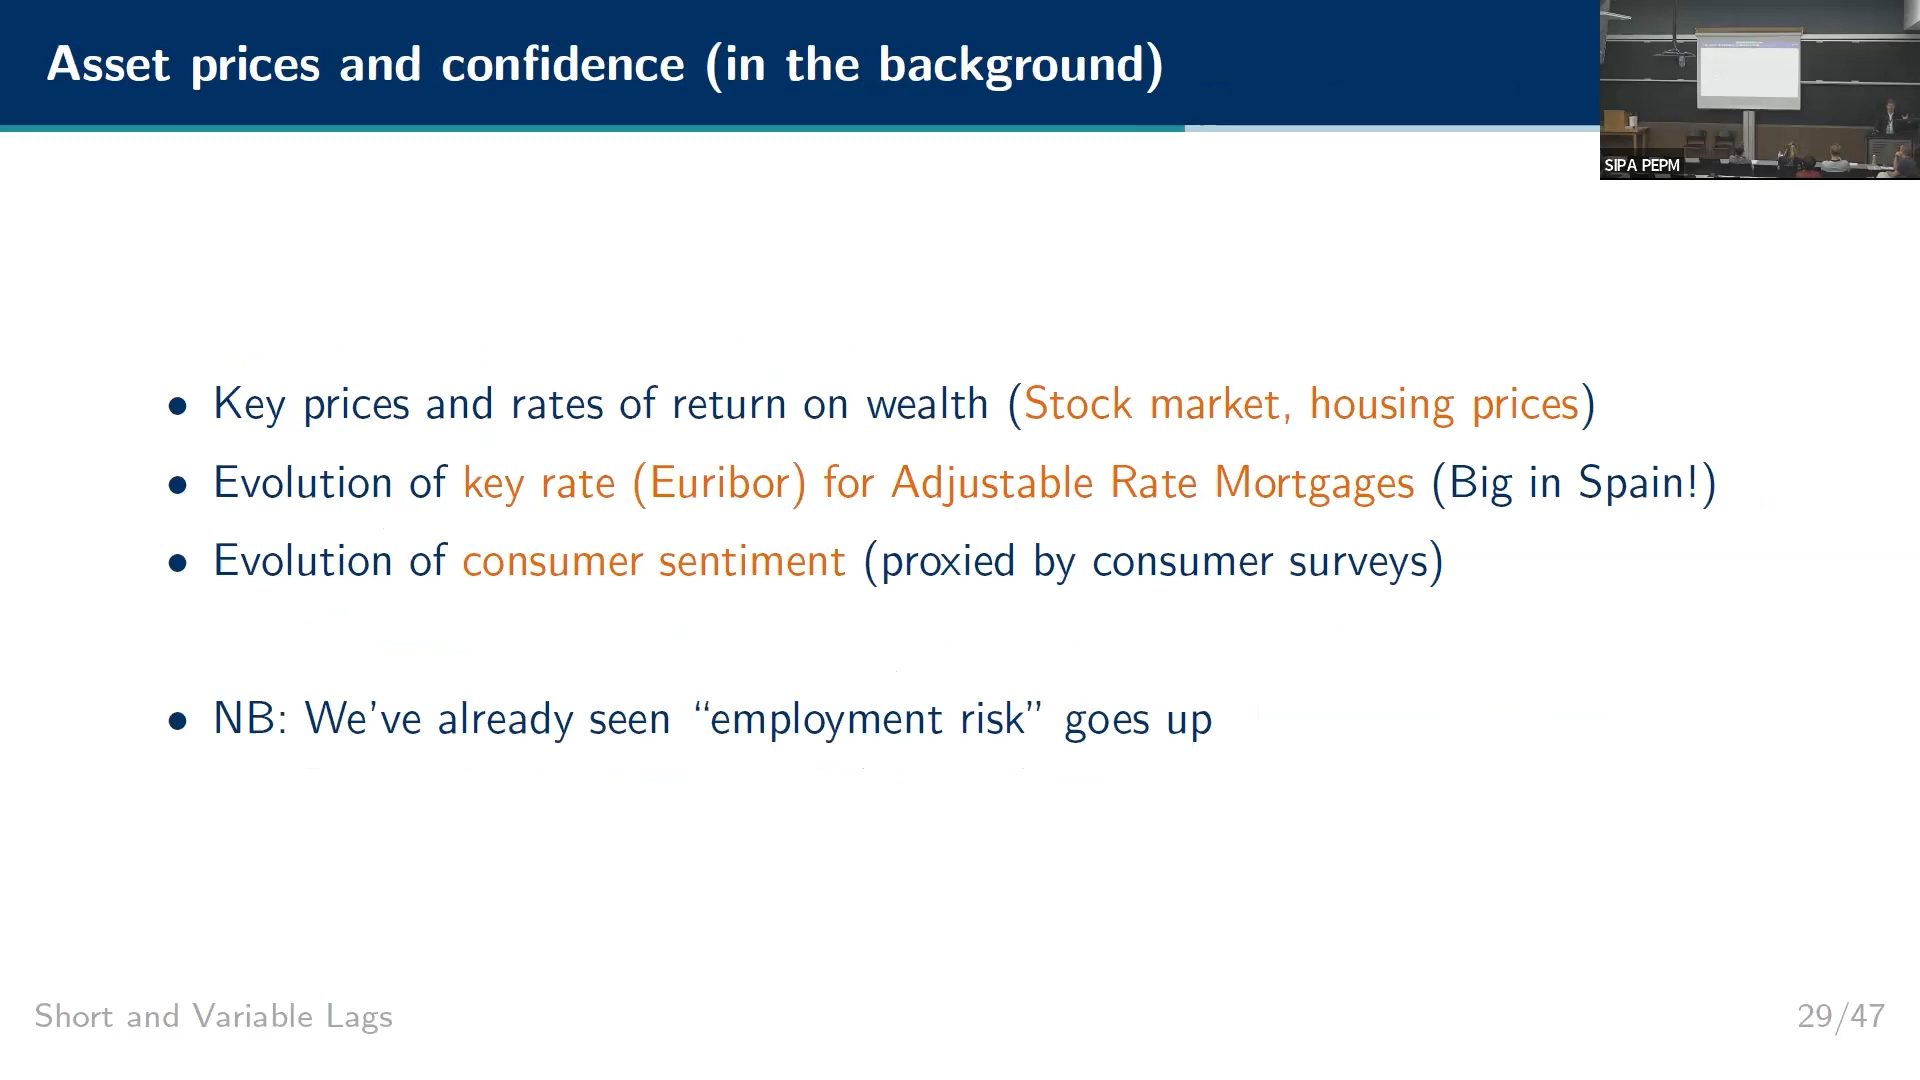 Asset prices and confidence (in the background)
SIPA PEPM
• Key prices and rates of return on wealth (Stock market, housing prices)
• Evolution of key rate (Euribor) for Adjustable Rate Mortgages (Big in Spain!)
• Evolution of consumer sentiment (proxied by consumer surveys)
• NB: We’ve already seen “employment risk” goes up
Short and Variable Lags
29/47